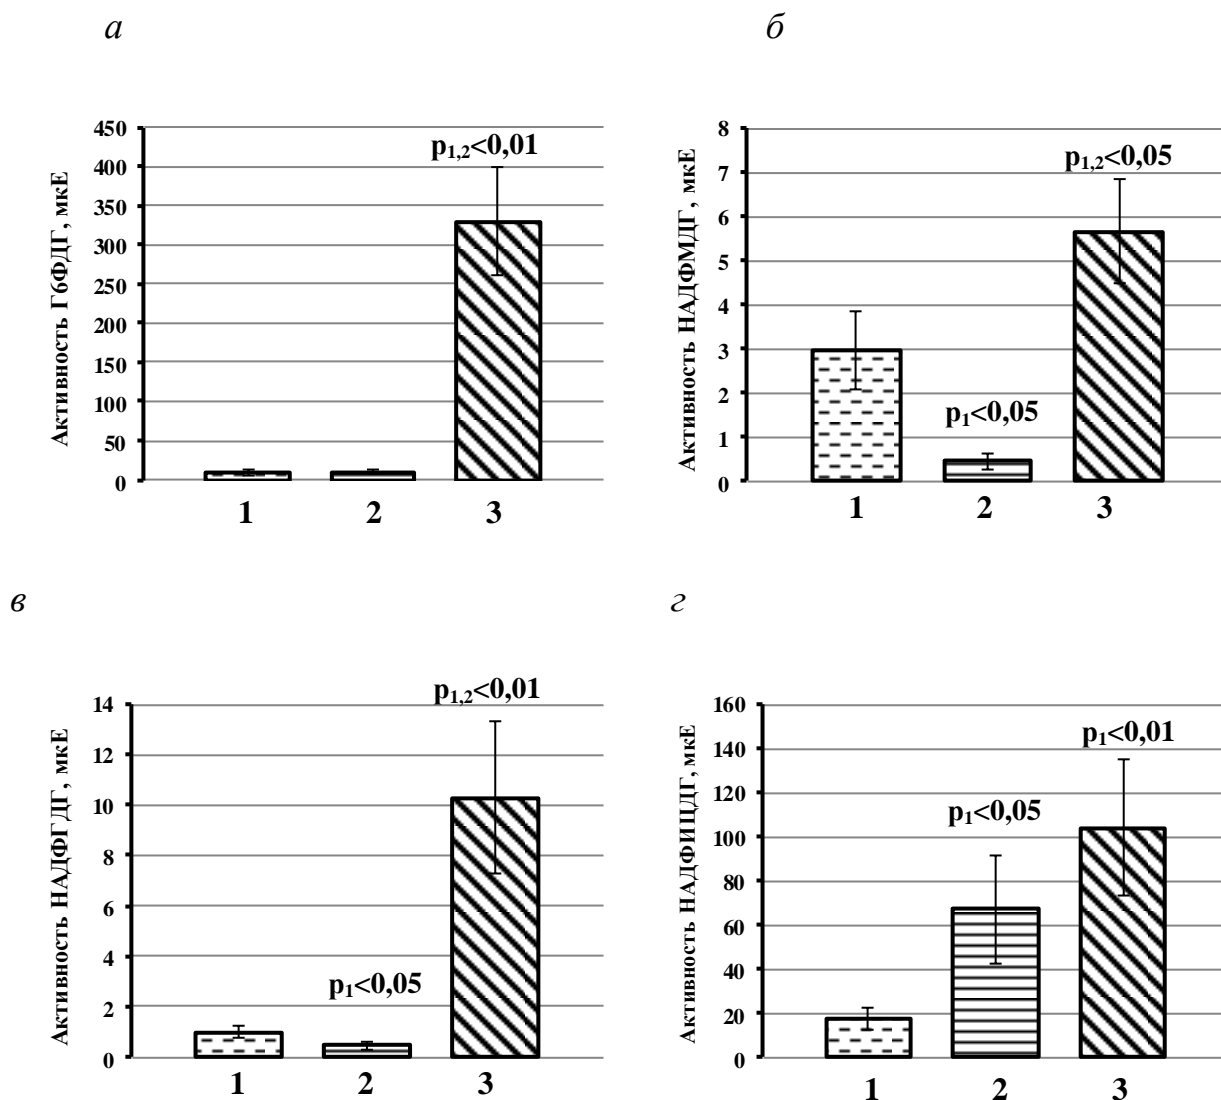 а
б
Активность Г6ФДГ, мкЕ
450
400
350
300
250
200
150
100
50
0
p1,2<0,01
1 2 3
Активность НАДФМДГ, мкЕ
8
7
6
5
4
3
2
1
0
p1<0,05
p1,2<0,05
1 2 3
в
г
Активность НАДФГДГ, мкЕ
14
12
10
8
6
4
2
0
p1<0,05
p1,2<0,01
1 2 3
Активность НАДФИЦДГ, мкЕ
160
140
120
100
80
60
40
20
0
p1<0,05
p1<0,01
1 2 3